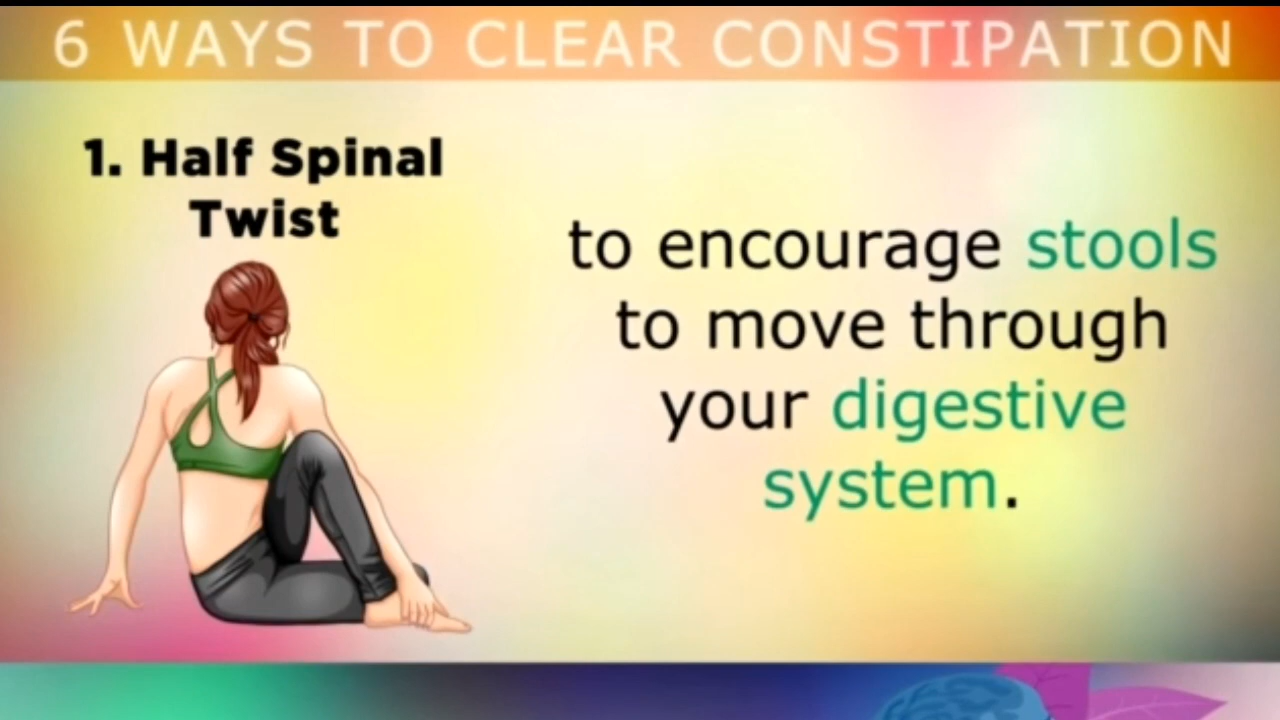 6 WAYS TO CLEAR CONSTIPATION
1. Half Spinal
Twist
to encourage stools
to move through
your digestive
system.